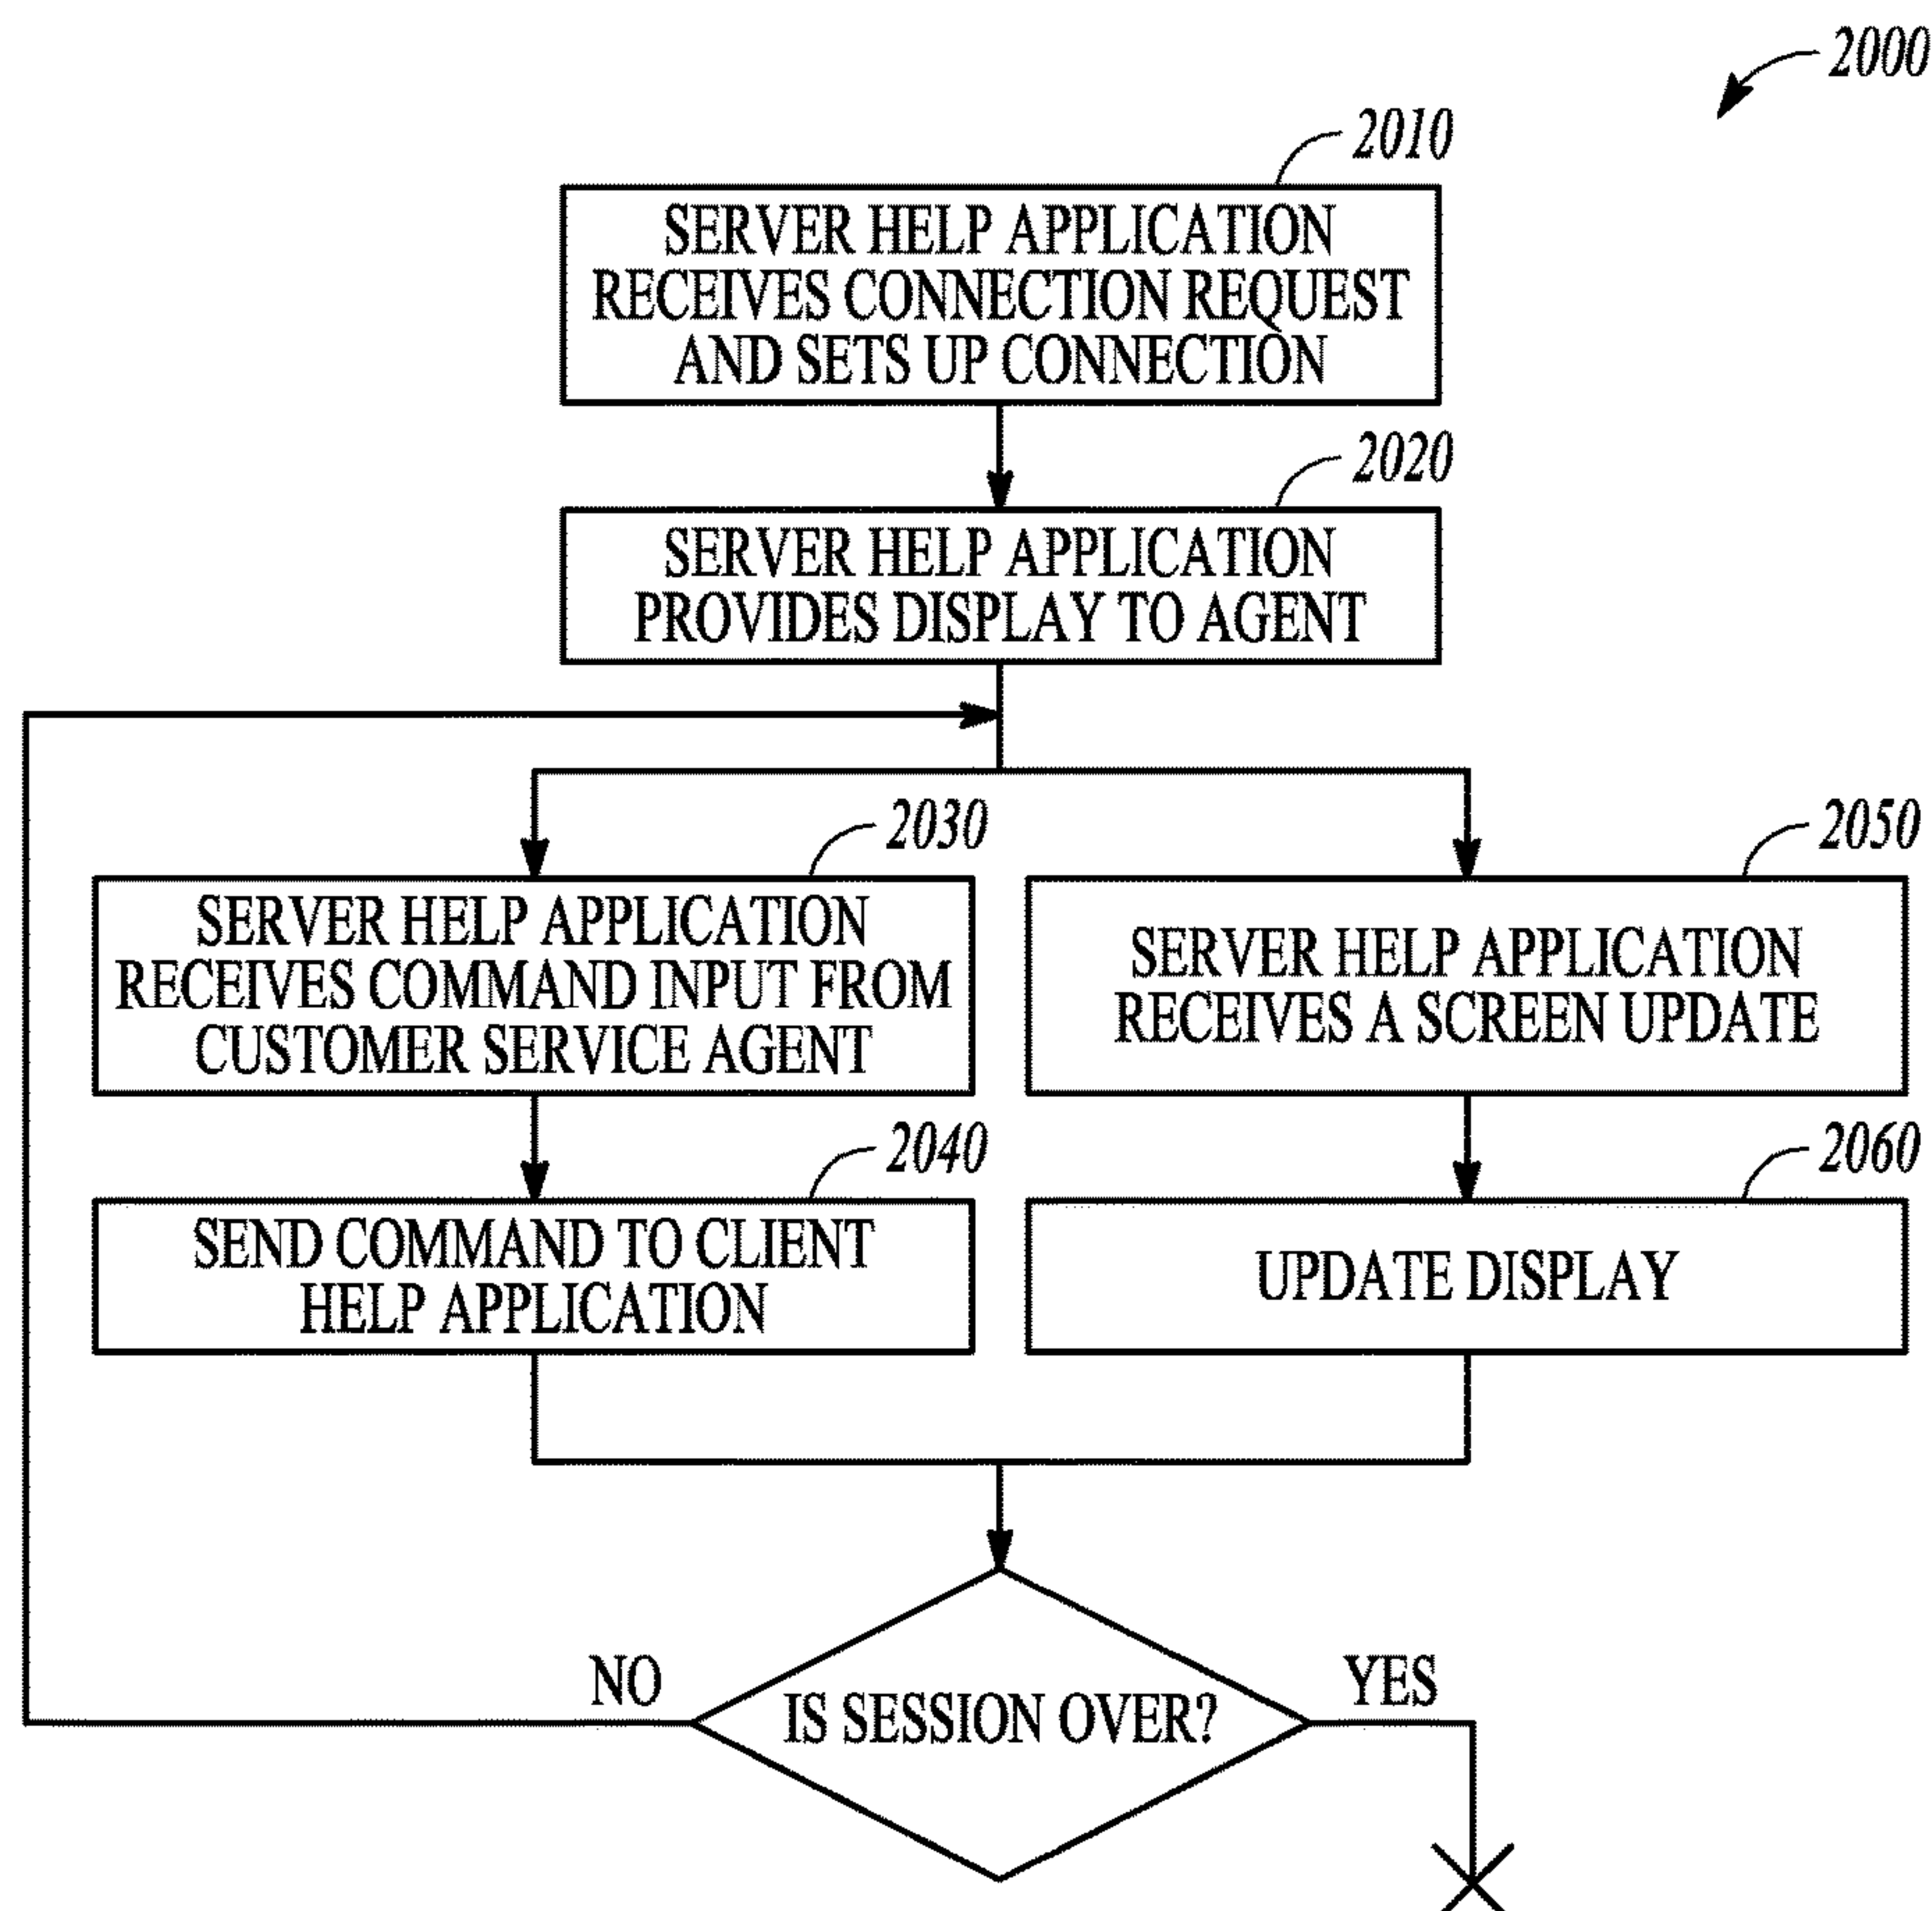 2000
2010
SERVER HELP APPLICATION
RECEIVES CONNECTION REQUEST
AND SETS UP CONNECTION
2020
SERVER HELP APPLICATION
PROVIDES DISPLAY TO AGENT
2030
SERVER HELP APPLICATION
RECEIVES COMMAND INPUT FROM
CUSTOMER SERVICE AGENT
2050
SERVER HELP APPLICATION
RECEIVES A SCREEN UPDATE
2040
SEND COMMAND TO CLIENT
HELP APPLICATION
2060
UPDATE DISPLAY
NO
IS SESSION OVER?
YES